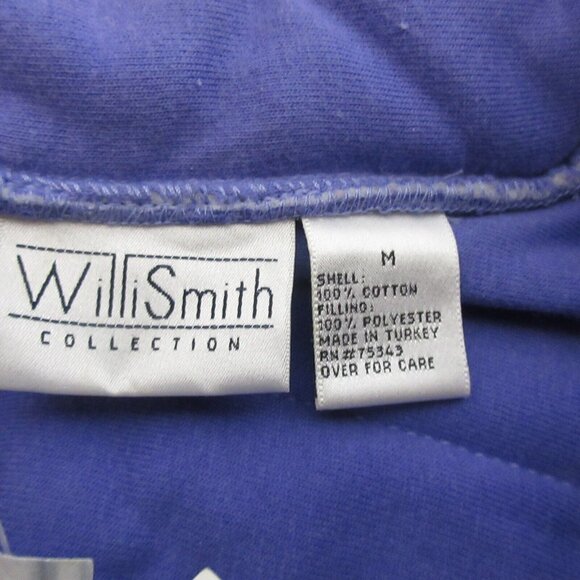 WilliSmith
COLLECTION
M
SHELL:
100% COTTON
FILLING:
100% POLYESTER
MADE IN TURKEY
RN#75343
OVER FOR CARE